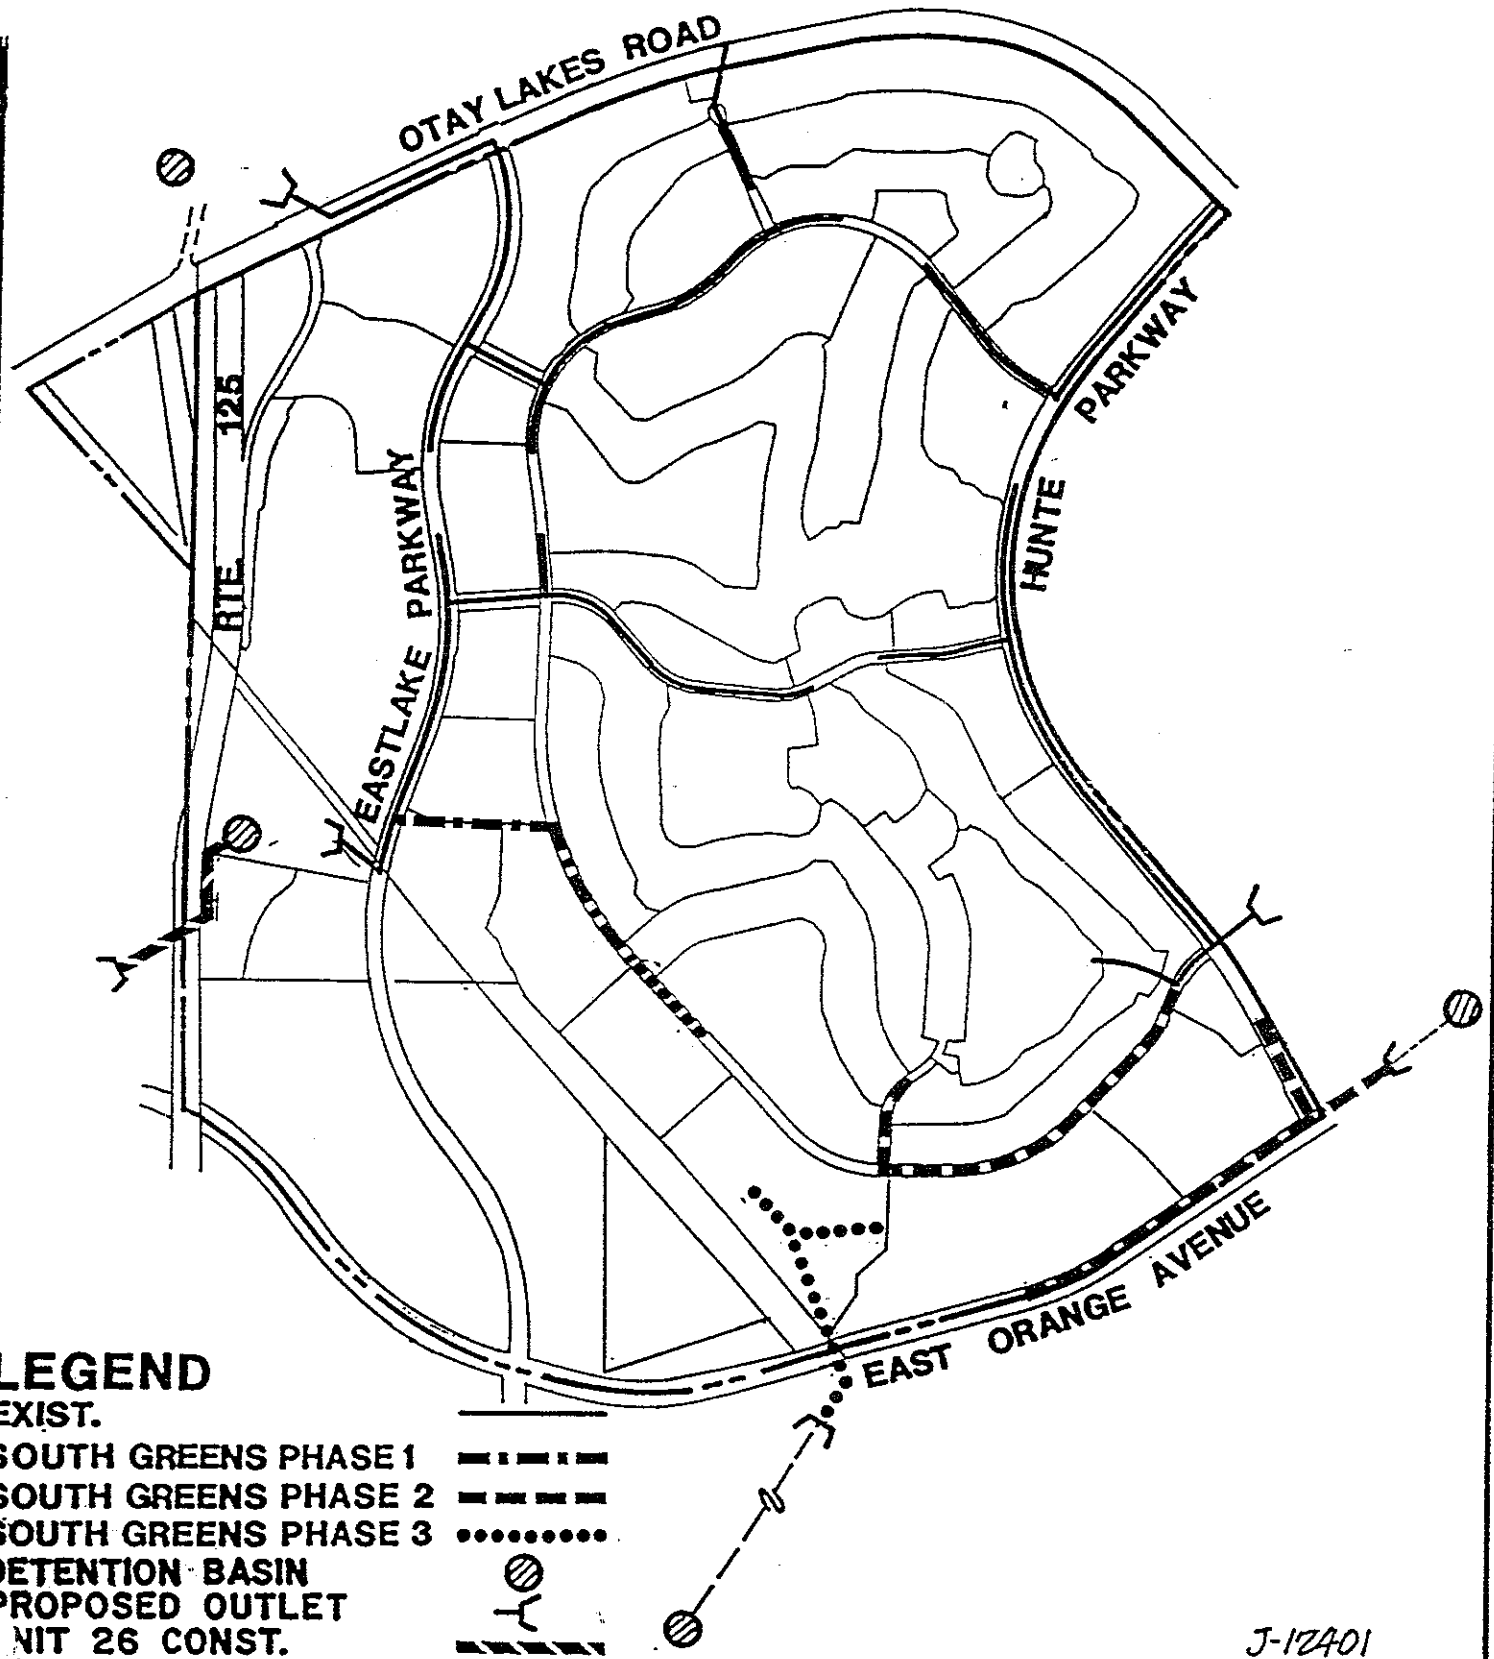 OTAY LAKES ROAD
RTE. 125
EASTLAKE PARKWAY
HUNTE PARKWAY
EAST ORANGE AVENUE
LEGEND
EXIST.
SOUTH GREENS PHASE 1
SOUTH GREENS PHASE 2
SOUTH GREENS PHASE 3
DETENTION BASIN
PROPOSED OUTLET
NIT 26 CONST.
J-12401